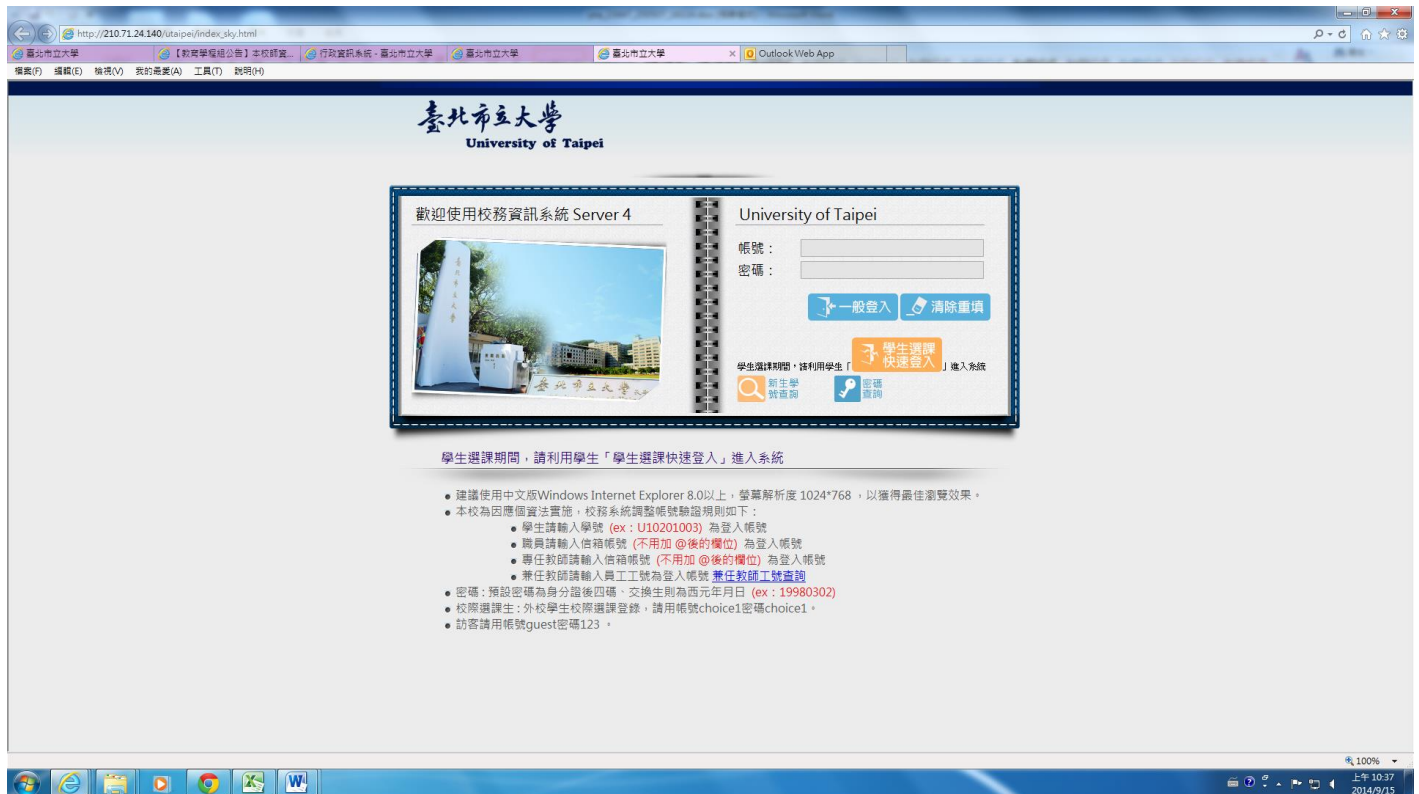 http://210.71.24.140/utaipei/index_sky.html
臺北市立大學
【教育學程組公告】本校師資...
行政資訊系統 - 臺北市立大學
臺北市立大學
臺北市立大學
Outlook Web App
檔案(F) 編輯(E) 檢視(V) 我的最愛(A) 工具(T) 說明(H)
臺北市立大學
University of Taipei
歡迎使用校務資訊系統 Server 4
臺北市立大學
臺北市立大學
University of Taipei
帳號：
密碼：
一般登入 清除重填
學生選課期間，請利用學生「學生選課快速登入」進入系統
新生學
號查詢
密碼
查詢
學生選課期間，請利用學生「學生選課快速登入」進入系統
● 建議使用中文版Windows Internet Explorer 8.0以上，螢幕解析度 1024*768 ，以獲得最佳瀏覽效果。
● 本校為因應個資法實施，校務系統調整帳號驗證規則如下：
● 學生請輸入學號 (ex：U10201003) 為登入帳號
● 職員請輸入信箱帳號 (不用加 @後的欄位) 為登入帳號
● 專任教師請輸入信箱帳號 (不用加 @後的欄位) 為登入帳號
● 兼任教師請輸入員工工號為登入帳號 兼任教師工號查詢
● 密碼：預設密碼為身分證後四碼、交換生則為西元年月日 (ex：19980302)
● 校際選課生：外校學生校際選課登錄，請用帳號choice1密碼choice1。
● 訪客請用帳號guest密碼123 。
100%
上午 10:37
2014/9/15